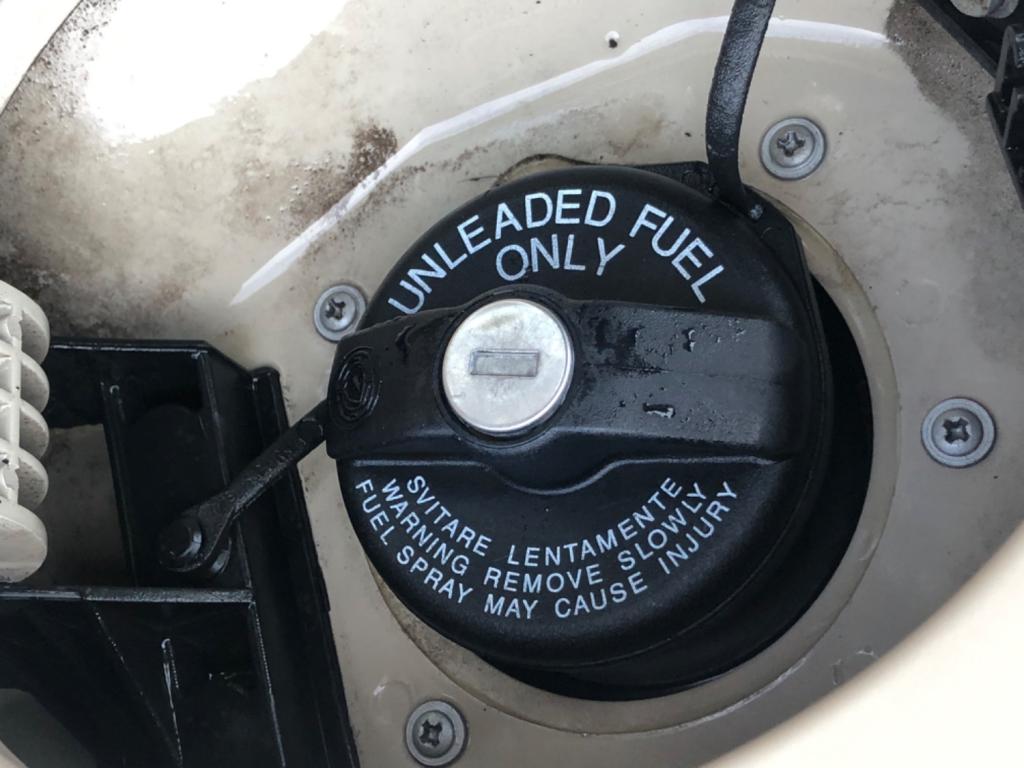 UNLEADED FUEL
ONLY
SVITARE LENTAMENTE
WARNING REMOVE SLOWLY
FUEL SPRAY MAY CAUSE INJURY